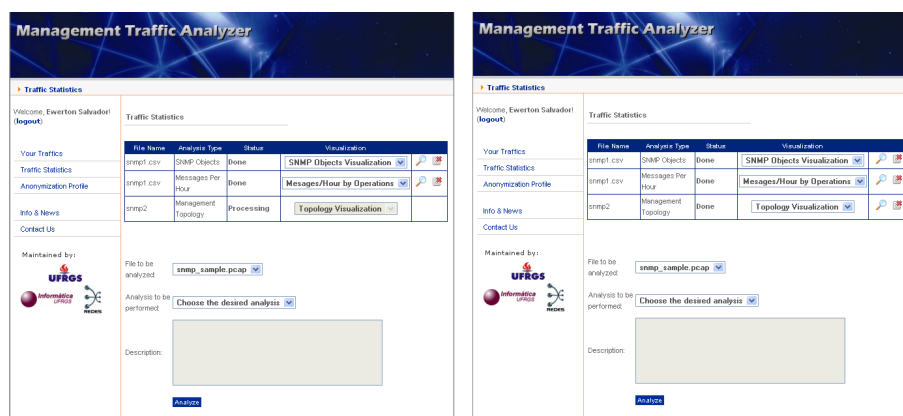 Management Traffic Analyzer
Traffic Statistics
Welcome, Ewerton Salvador!
(logout)
Your Traffics
Traffic Statistics
Anonymization Profile
Info & News
Contact Us
Maintained by:
UFRGS
Informática
UFRGS
REDES
Traffic Statistics
File Name Analysis Type Status Visualization
snmp1.csv SNMP Objects Done SNMP Objects Visualization
snmp1.csv Messages Per Hour Done Mesages/Hour by Operations
snmp2 Management Topology Processing Topology Visualization
File to be analyzed: snmp_sample.pcap
Analysis to be performed: Choose the desired analysis
Description:
Analyze
Management Traffic Analyzer
Traffic Statistics
Welcome, Ewerton Salvador!
(logout)
Your Traffics
Traffic Statistics
Anonymization Profile
Info & News
Contact Us
Maintained by:
UFRGS
Informática
UFRGS
REDES
Traffic Statistics
File Name Analysis Type Status Visualization
snmp1.csv SNMP Objects Done SNMP Objects Visualization
snmp1.csv Messages Per Hour Done Mesages/Hour by Operations
snmp2 Management Topology Done Topology Visualization
File to be analyzed: snmp_sample.pcap
Analysis to be performed: Choose the desired analysis
Description:
Analyze